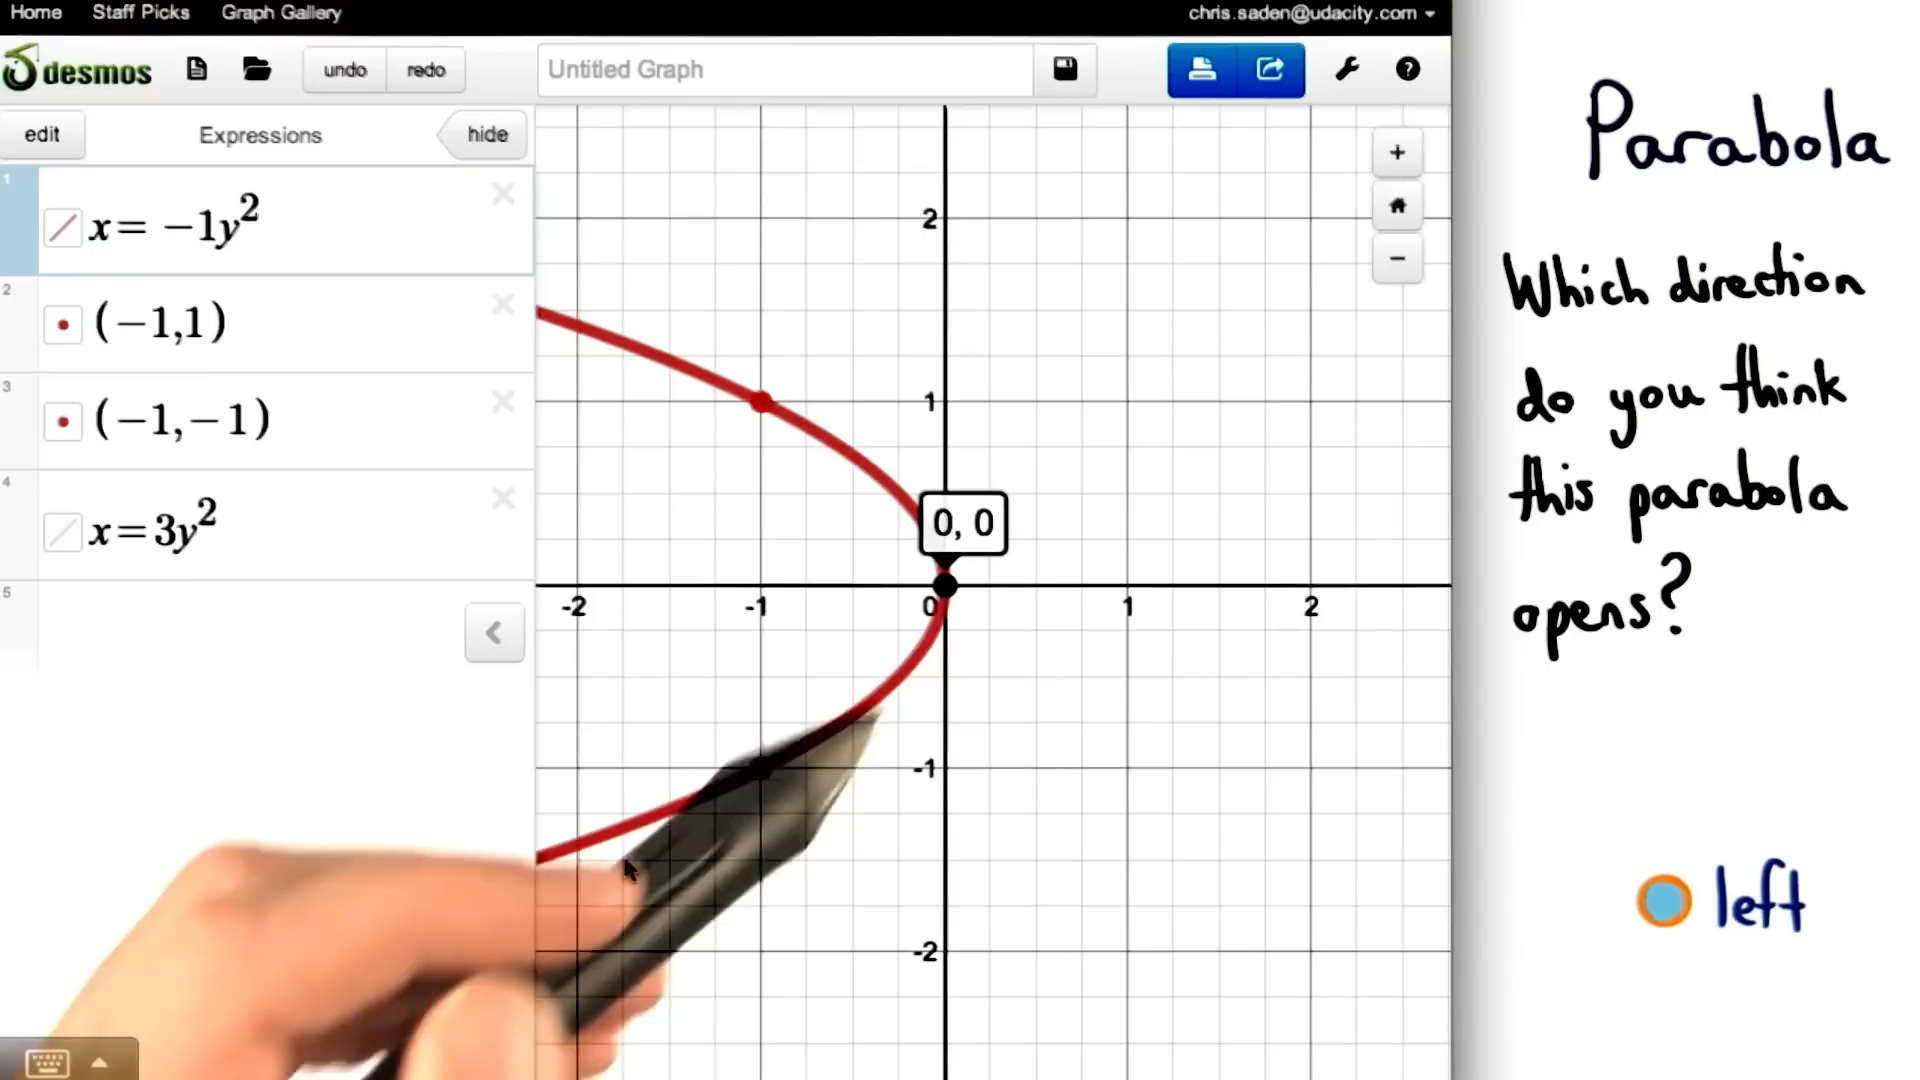 Home Staff Picks Graph Gallery chris.saden@udacity.com
desmos undo redo Untitled Graph ?
edit Expressions hide
1 x = −1y²
2 (−1,1)
3 (−1,−1)
4 x=3y²
5
+
−
2
1
0, 0
-2 -1 0 1 2
-1
-2
Parabola
Which direction
do you think
this parabola
opens?
left